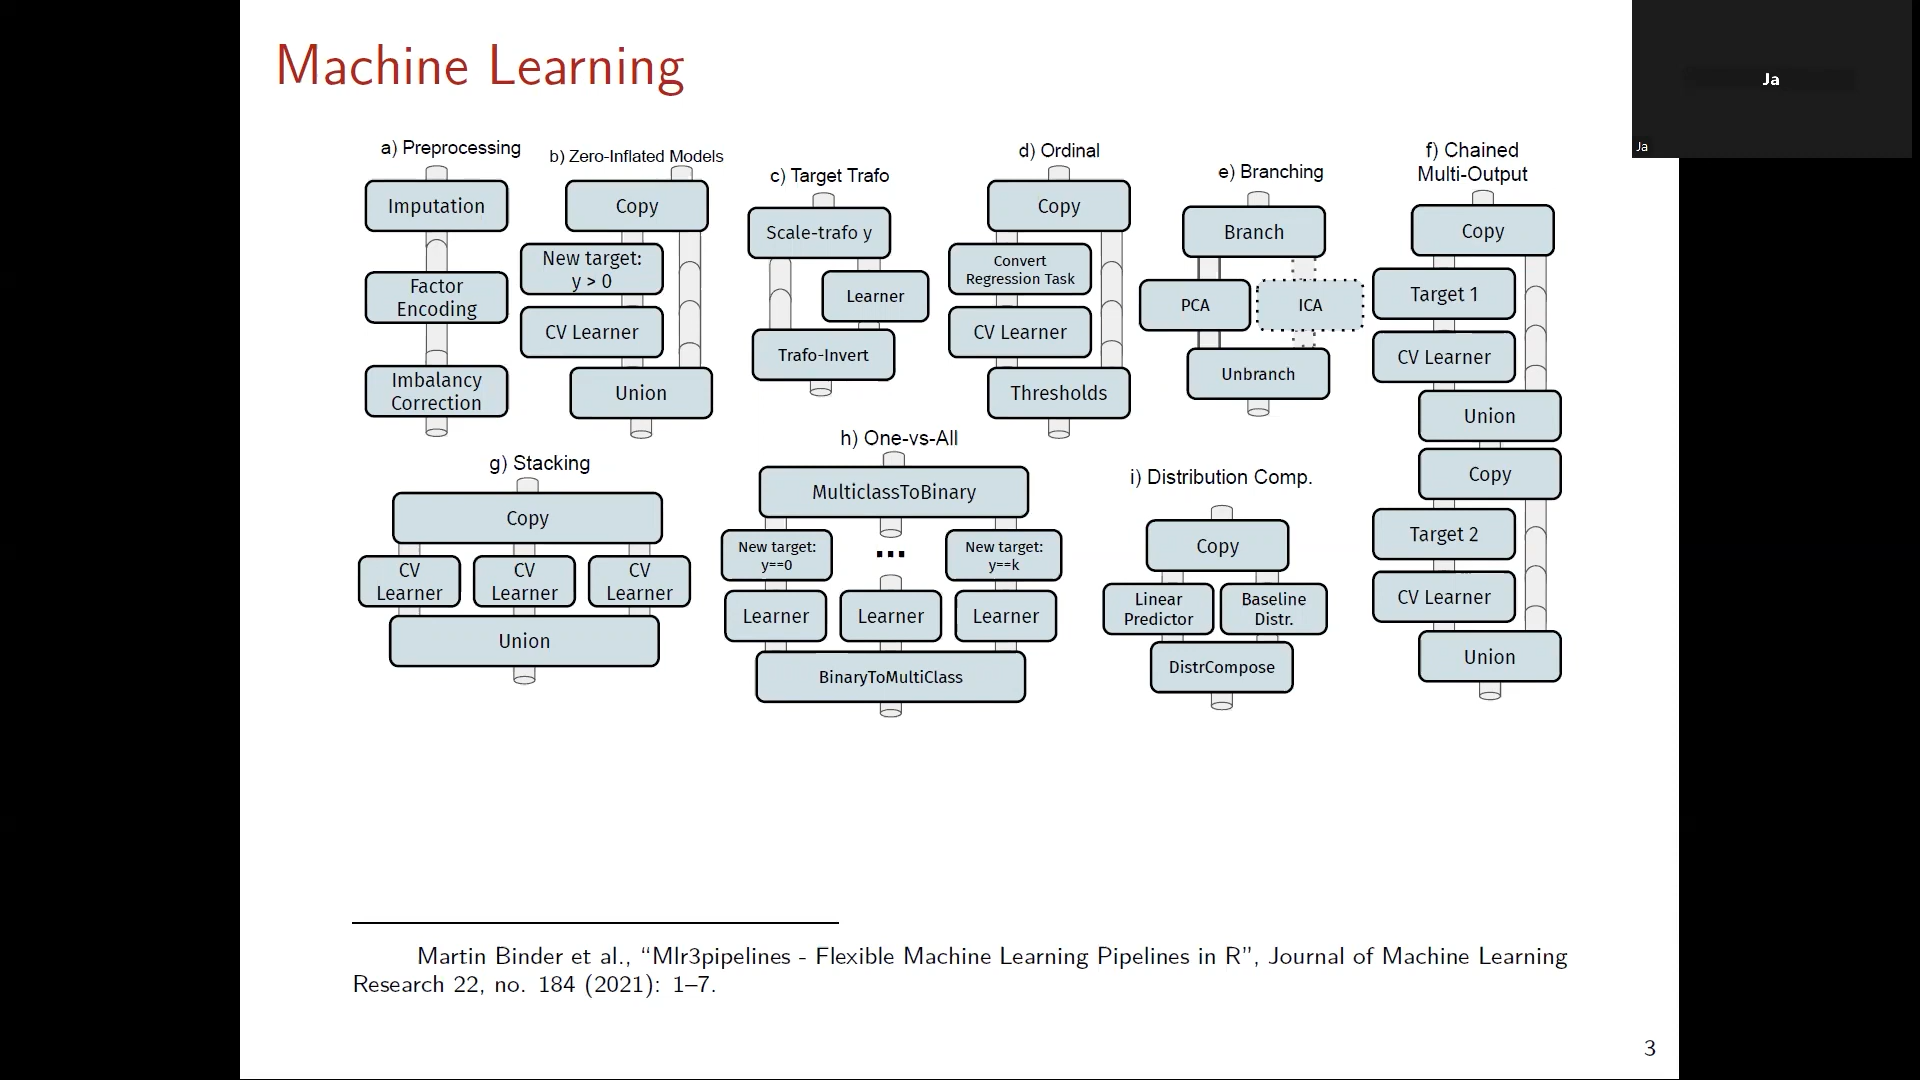 Machine Learning
Ja
Ja
a) Preprocessing
Imputation
Factor
Encoding
Imbalancy
Correction
b) Zero-Inflated Models
Copy
New target:
y > 0
CV Learner
Union
c) Target Trafo
Scale-trafo y
Learner
Trafo-Invert
d) Ordinal
Copy
Convert
Regression Task
CV Learner
Thresholds
e) Branching
Branch
PCA
ICA
Unbranch
f) Chained
Multi-Output
Copy
Target 1
CV Learner
Union
Copy
Target 2
CV Learner
Union
g) Stacking
Copy
CV
Learner
CV
Learner
CV
Learner
Union
h) One-vs-All
MulticlassToBinary
New target:
y==0
...
New target:
y==k
Learner
Learner
Learner
BinaryToMultiClass
i) Distribution Comp.
Copy
Linear
Predictor
Baseline
Distr.
DistrCompose
Martin Binder et al., “Mlr3pipelines - Flexible Machine Learning Pipelines in R”, Journal of Machine Learning
Research 22, no. 184 (2021): 1–7.
3